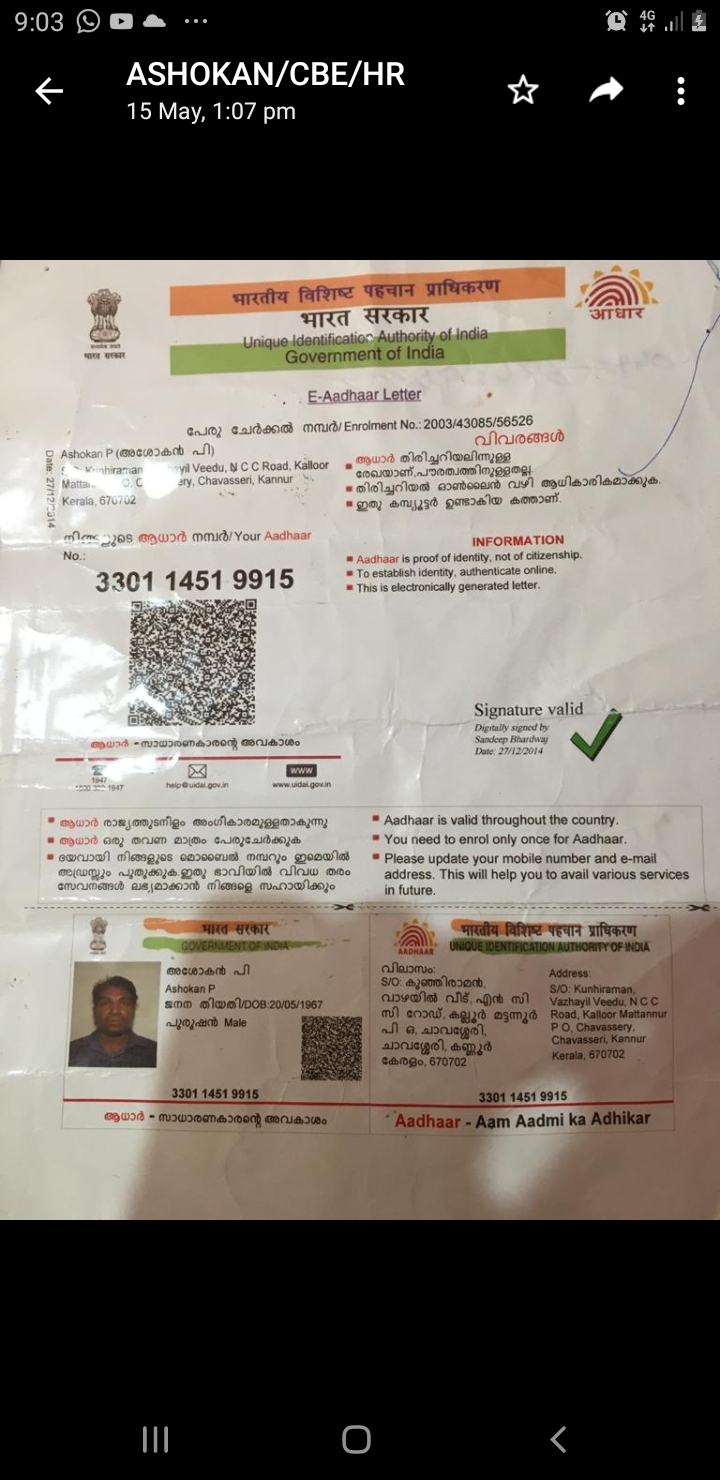 9:03
4G
ASHOKAN/CBE/HR
15 May, 1:07 pm
भारतीय विशिष्ट पहचान प्राधिकरण
भारत सरकार
Unique Identification Authority of India
Government of India
भारत सरकार
आधार
E-Aadhaar Letter
പേരു ചേർക്കൽ നമ്പർ/ Enrolment No.: 2003/43085/56526
Date: 27/12/2014
Ashokan P (അശോകൻ പി)
Kunhiraman Veedu, N C C Road, Kalloor
Chavasseri, Kannur
Kerala, 670702
വിവരങ്ങൾ
ആധാർ തിരിച്ചറിയലിന്നുള്ള
രേഖയാണ്,പൗരത്വത്തിനുള്ളതല്ല.
തിരിച്ചറിയൽ ഓൺലൈൻ വഴി ആധികാരികമാക്കുക.
ഇതു കമ്പ്യൂട്ടർ ഉണ്ടാകിയ കത്താണ്.
ആധാർ നമ്പർ/ Your Aadhaar
No.:
3301 1451 9915
INFORMATION
Aadhaar is proof of identity, not of citizenship.
To establish identity, authenticate online.
This is electronically generated letter.
Signature valid
Digitally signed by
Sandeep Bhardwaj
Date: 27/12/2014
ആധാർ -സാധാരണകാരന്റെ അവകാശം
1947
help@uidai.gov.in
www
www.uidai.gov.in
ആധാർ രാജ്യത്തുടനീളം അംഗീകാരമുള്ളതാകുന്നു
ആധാർ ഒരു തവണ മാത്രം പേരുചേർക്കുക
ദയവായി നിങ്ങളുടെ മൊബൈൽ നമ്പറും ഇമെയിൽ
അഡ്രസ്സും പുതുക്കുക.ഇതു ഭാവിയിൽ വിവധ തരം
സേവനങ്ങൾ ലഭ്യമാക്കാൻ നിങ്ങളെ സഹായിക്കും
Aadhaar is valid throughout the country.
You need to enrol only once for Aadhaar.
Please update your mobile number and e-mail
address. This will help you to avail various services
in future.
भारत सरकार
GOVERNMENT OF INDIA
അശോകൻ പി
Ashokan P
ജനന തിയതി/DOB:20/05/1967
പുരുഷൻ Male
3301 1451 9915
ആധാർ - സാധാരണകാരന്റെ അവകാശം
AADHAAR
भारतीय विशिष्ट पहचान प्राधिकरण
UNIQUE IDENTIFICATION AUTHORITY OF INDIA
വിലാസം:
S/O: കുഞ്ഞിരാമൻ,
വാഴയിൽ വീട്, എൻ സി
സി റോഡ്, കല്ലൂർ മട്ടന്നൂർ
പി ഒ, ചാവശ്ശേരി,
ചാവശ്ശേരി, കണ്ണൂർ
കേരളം, 670702
Address:
S/O: Kunhiraman,
Vazhayil Veedu, N C C
Road, Kalloor Mattannur
P O, Chavassery,
Chavasseri, Kannur
Kerala, 670702
3301 1451 9915
Aadhaar - Aam Aadmi ka Adhikar